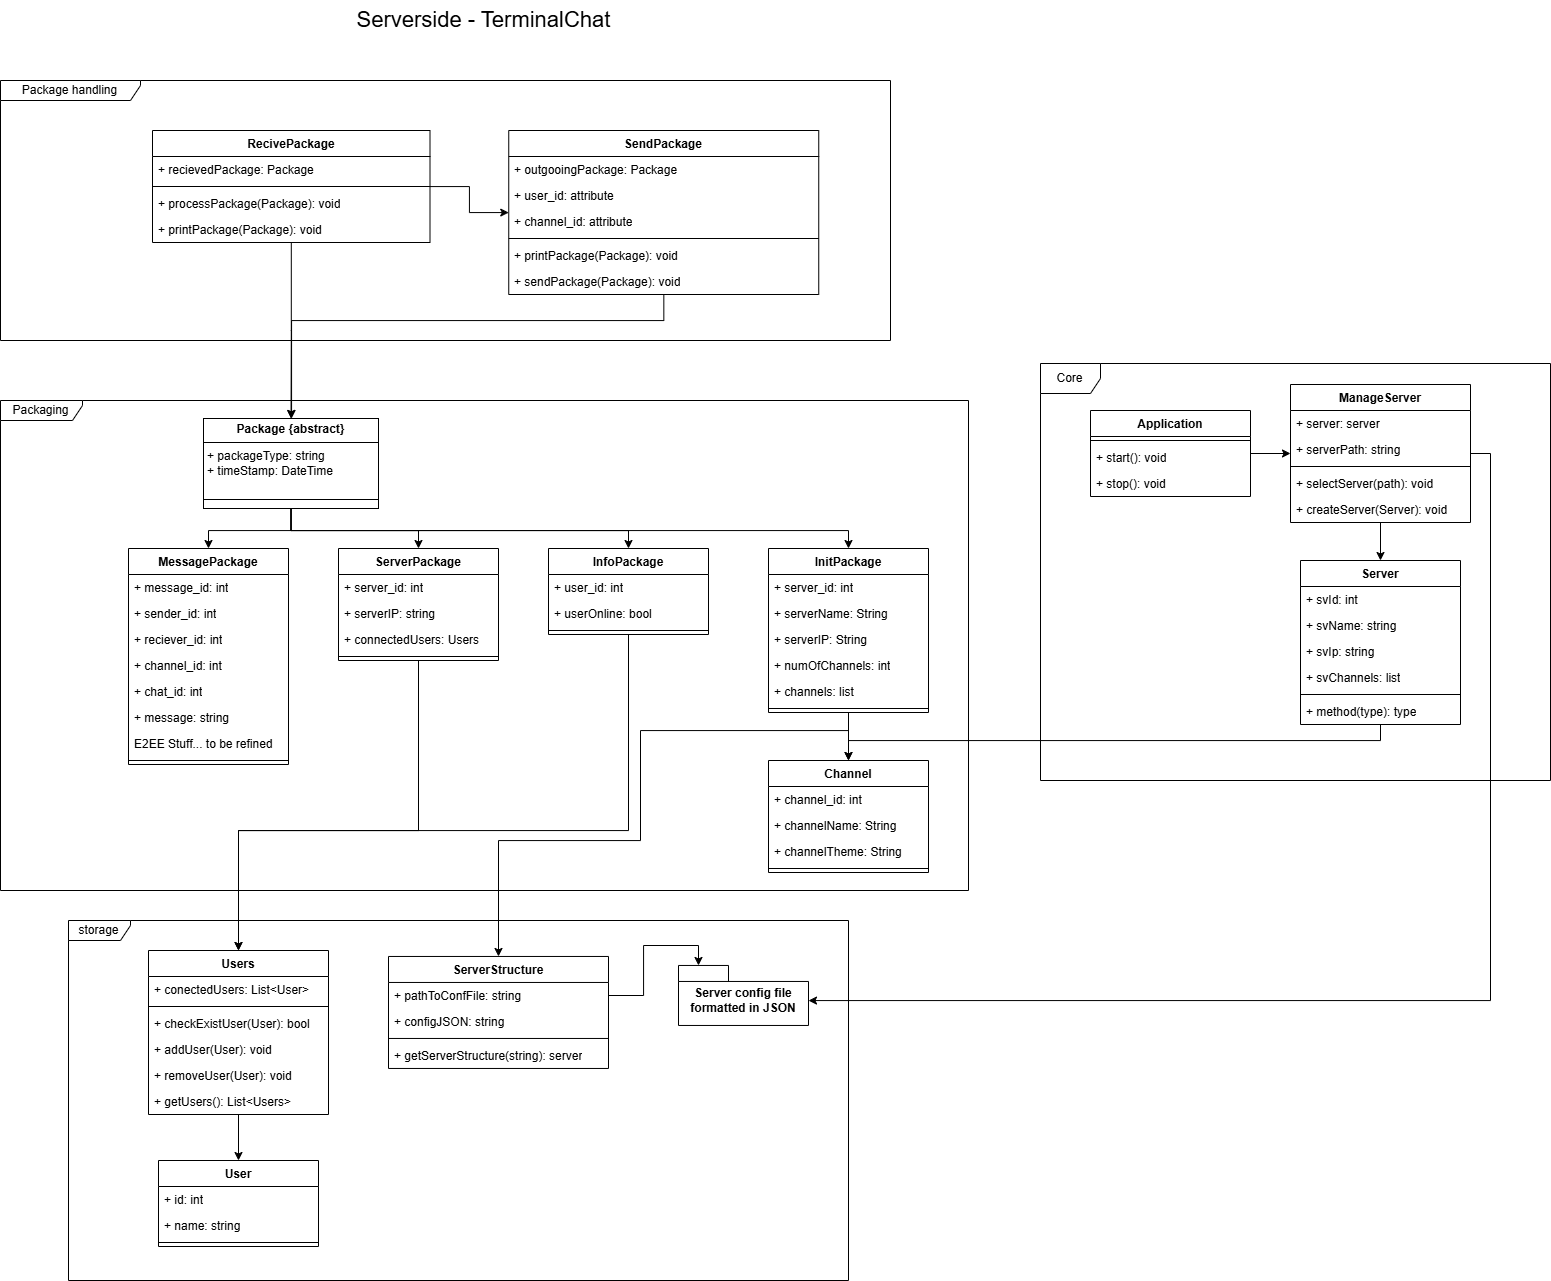 Serverside - TerminalChat
Package handling
RecivePackage
+ recievedPackage: Package
+ processPackage(Package): void
+ printPackage(Package): void
SendPackage
+ outgooingPackage: Package
+ user_id: attribute
+ channel_id: attribute
+ printPackage(Package): void
+ sendPackage(Package): void
Packaging
Package {abstract}
+ packageType: string
+ timeStamp: DateTime
MessagePackage
+ message_id: int
+ sender_id: int
+ reciever_id: int
+ channel_id: int
+ chat_id: int
+ message: string
E2EE Stuff... to be refined
ServerPackage
+ server_id: int
+ serverIP: string
+ connectedUsers: Users
InfoPackage
+ user_id: int
+ userOnline: bool
InitPackage
+ server_id: int
+ serverName: String
+ serverIP: String
+ numOfChannels: int
+ channels: list
Channel
+ channel_id: int
+ channelName: String
+ channelTheme: String
Core
Application
+ start(): void
+ stop(): void
ManageServer
+ server: server
+ serverPath: string
+ selectServer(path): void
+ createServer(Server): void
Server
+ svId: int
+ svName: string
+ svIp: string
+ svChannels: list
+ method(type): type
storage
Users
+ conectedUsers: List<User>
+ checkExistUser(User): bool
+ addUser(User): void
+ removeUser(User): void
+ getUsers(): List<Users>
User
+ id: int
+ name: string
ServerStructure
+ pathToConfFile: string
+ configJSON: string
+ getServerStructure(string): server
Server config file
formatted in JSON